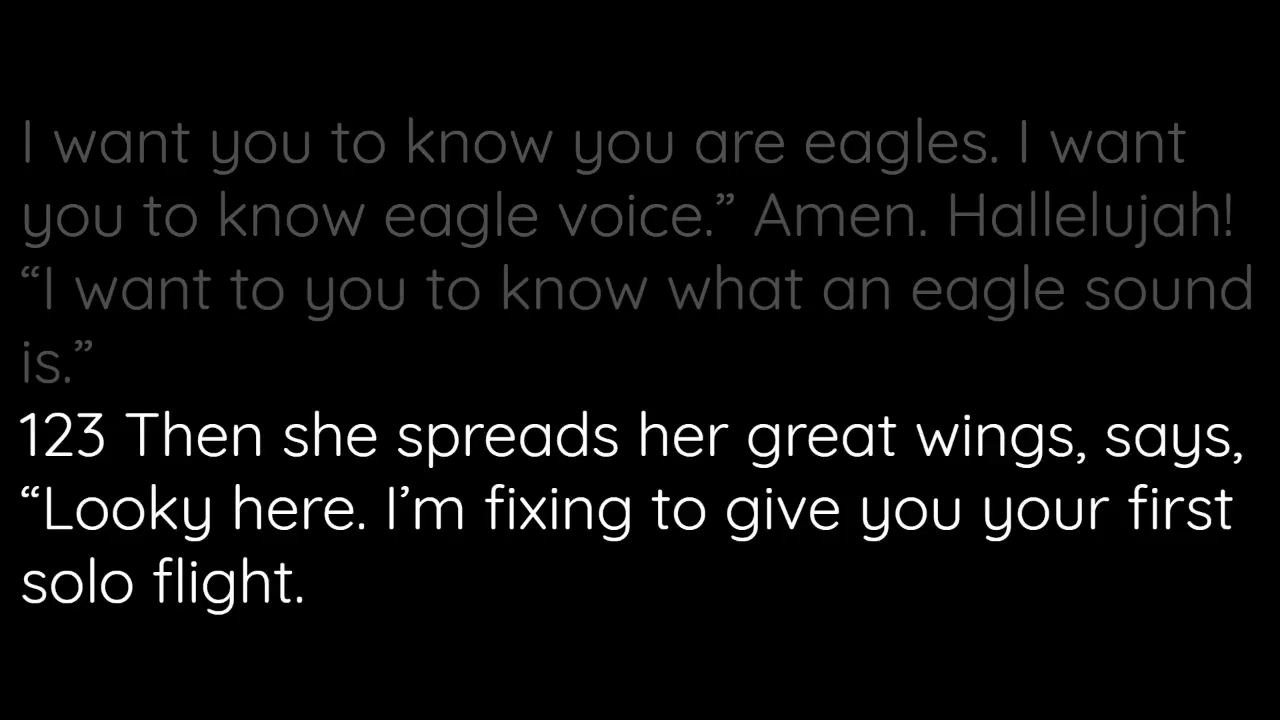 I want you to know you are eagles. I want
you to know eagle voice.” Amen. Hallelujah!
“I want to you to know what an eagle sound
is.”
123 Then she spreads her great wings, says,
“Looky here. I’m fixing to give you your first
solo flight.